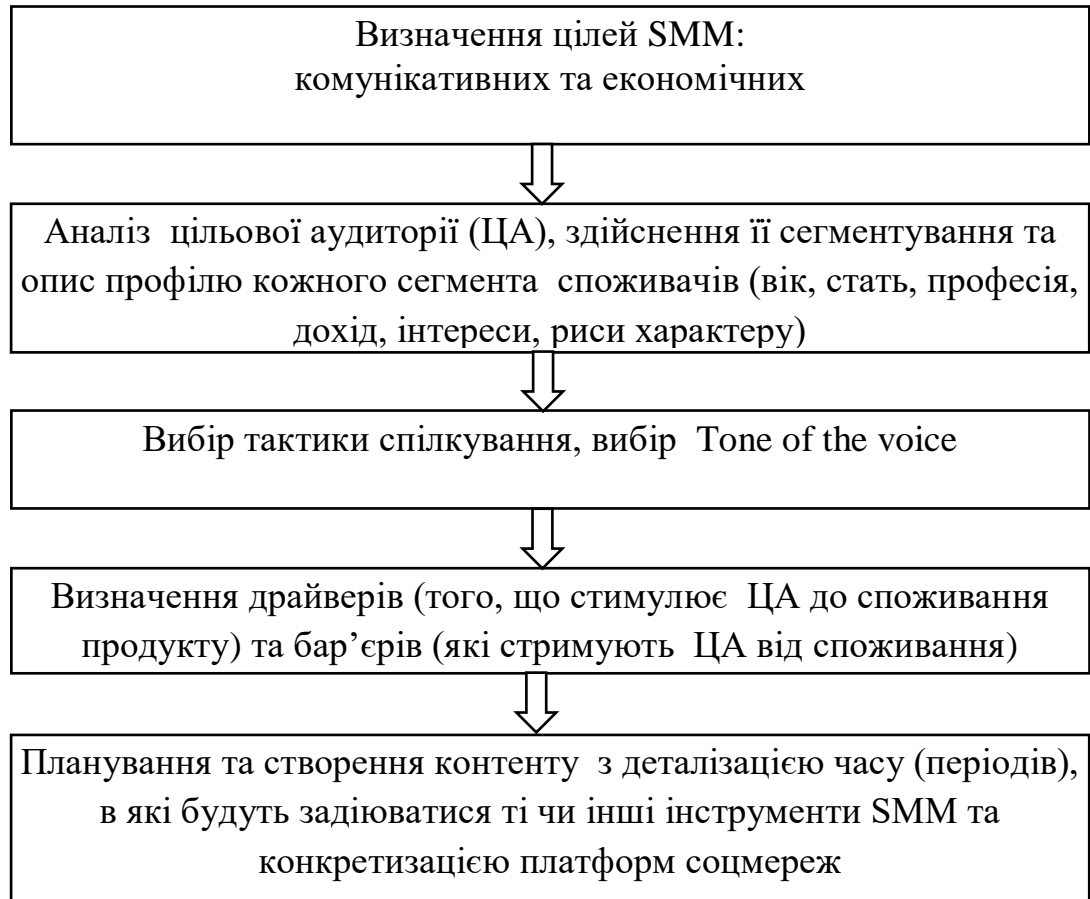 Визначення цілей SMM:
комунікативних та економічних
Аналіз цільової аудиторії (ЦА), здійснення її сегментування та
опис профілю кожного сегмента споживачів (вік, стать, професія,
дохід, інтереси, риси характеру)
Вибір тактики спілкування, вибір Tone of the voice
Визначення драйверів (того, що стимулює ЦА до споживання
продукту) та бар’єрів (які стримують ЦА від споживання)
Планування та створення контенту з деталізацією часу (періодів),
в які будуть задіюватися ті чи інші інструменти SMM та
конкретизацією платформ соцмереж